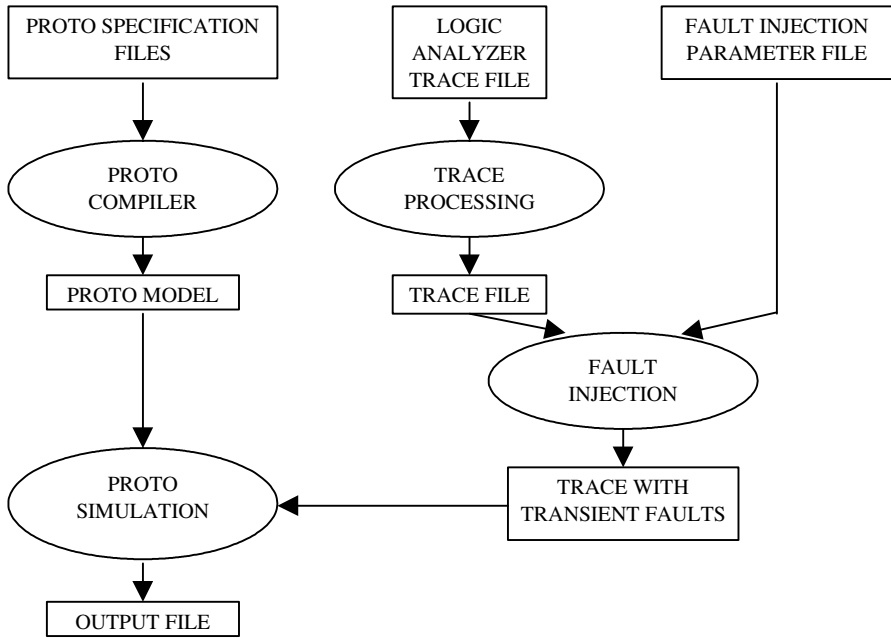 PROTO SPECIFICATION
FILES
LOGIC
ANALYZER
TRACE FILE
FAULT INJECTION
PARAMETER FILE
PROTO
COMPILER
TRACE
PROCESSING
PROTO MODEL
TRACE FILE
FAULT
INJECTION
PROTO
SIMULATION
TRACE WITH
TRANSIENT FAULTS
OUTPUT FILE